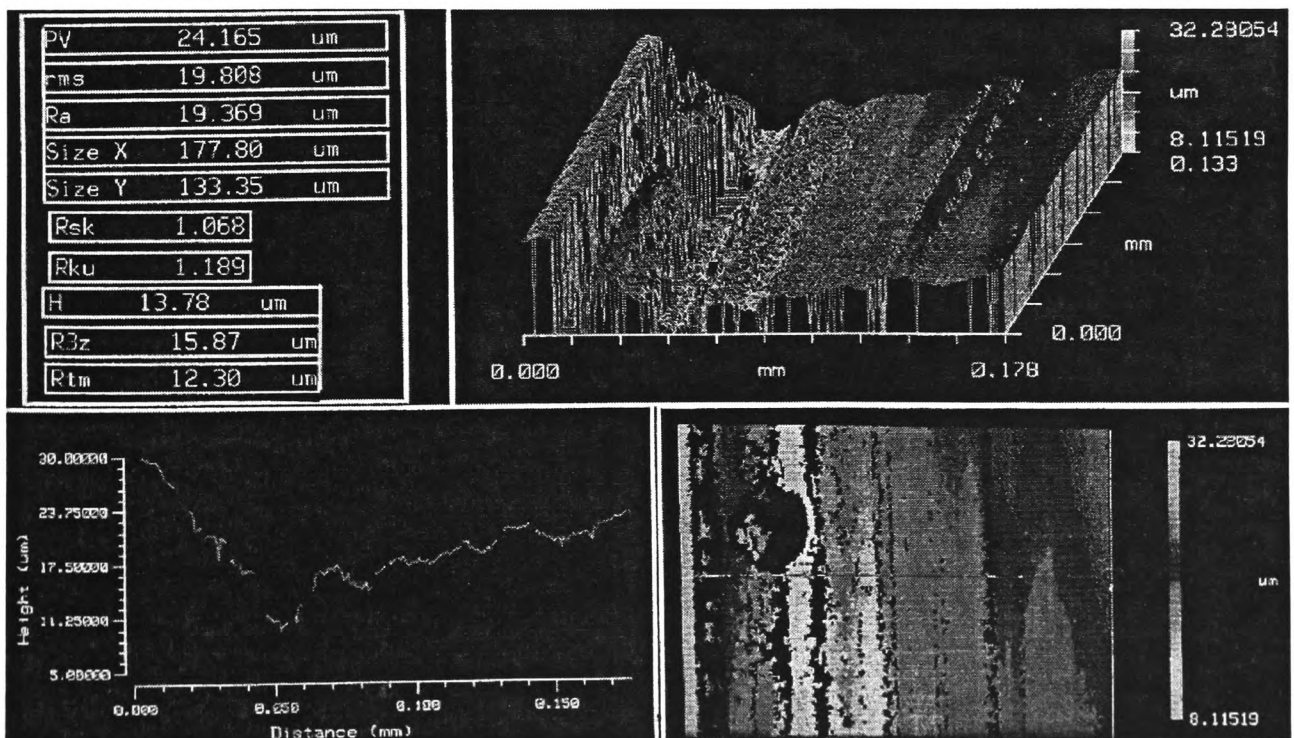 PV 24.165 um
rms 19.808 um
Ra 19.369 um
Size X 177.80 um
Size Y 133.35 um
Rsk 1.068
Rku 1.189
H 13.78 um
R3z 15.87 um
Rtm 12.30 um
32.28054
um
8.11519
0.133
mm
0.000
0.000 mm 0.178
30.00000
23.75000
17.50000
11.25000
5.00000
Height (um)
0.000 0.050 0.100 0.150
Distance (mm)
32.28054
um
8.11519